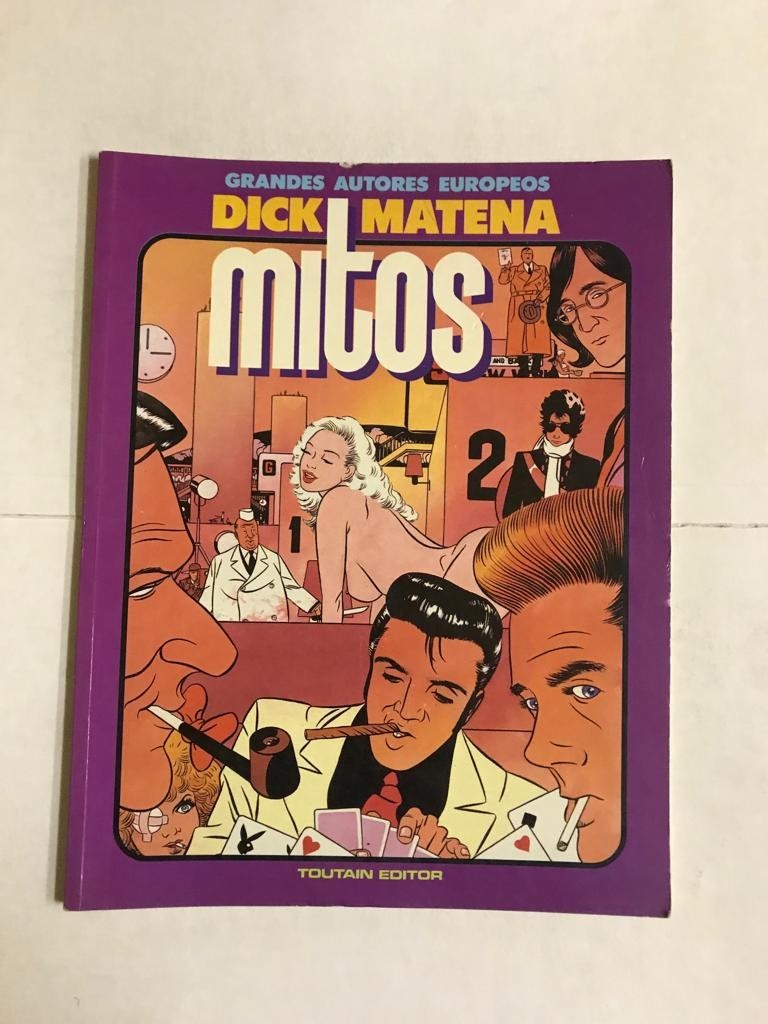 GRANDES AUTORES EUROPEOS
DICK MATENA
mitos
G
1
2
TOUTAIN EDITOR